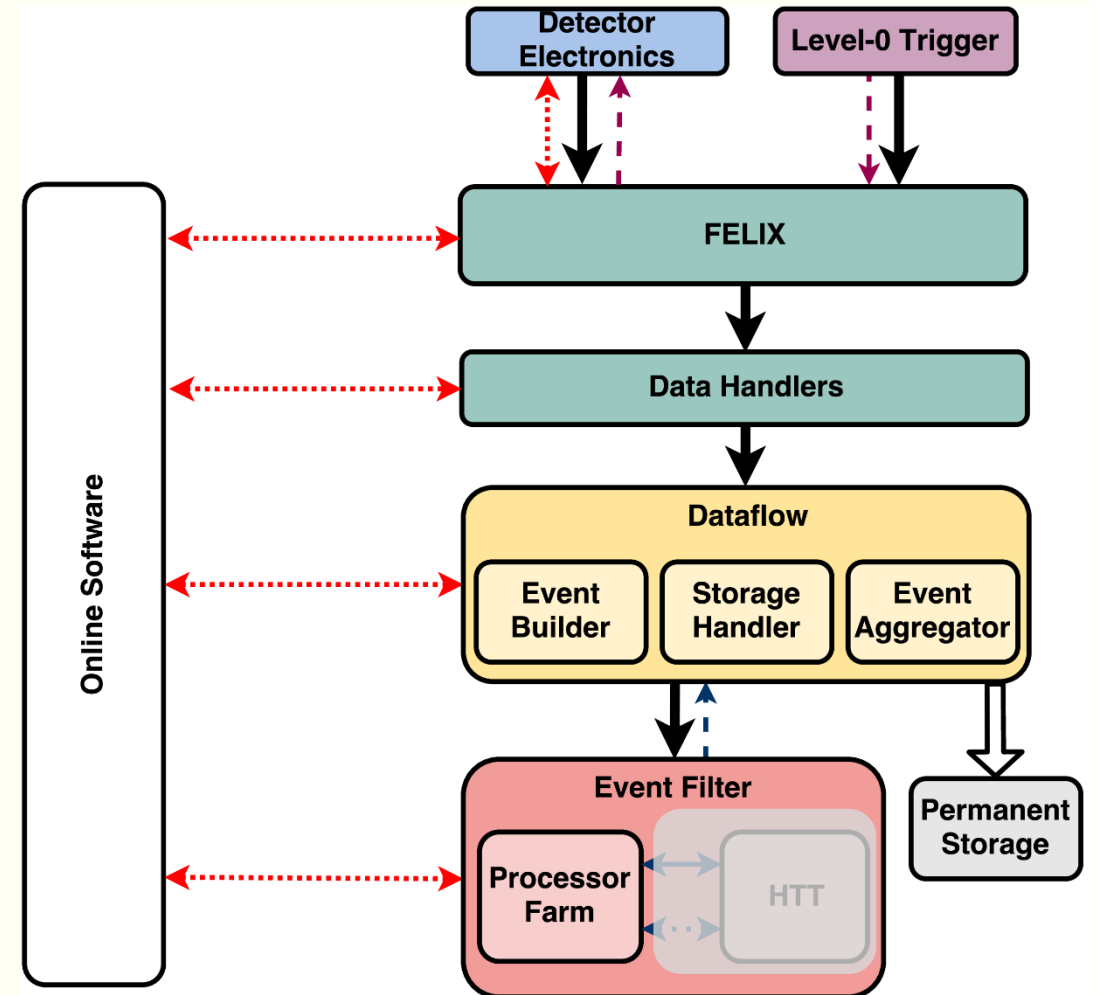 Detector
Electronics
Level-0 Trigger
FELIX
Data Handlers
Online Software
Dataflow
Event
Builder
Storage
Handler
Event
Aggregator
Event Filter
Processor
Farm
HTT
Permanent
Storage